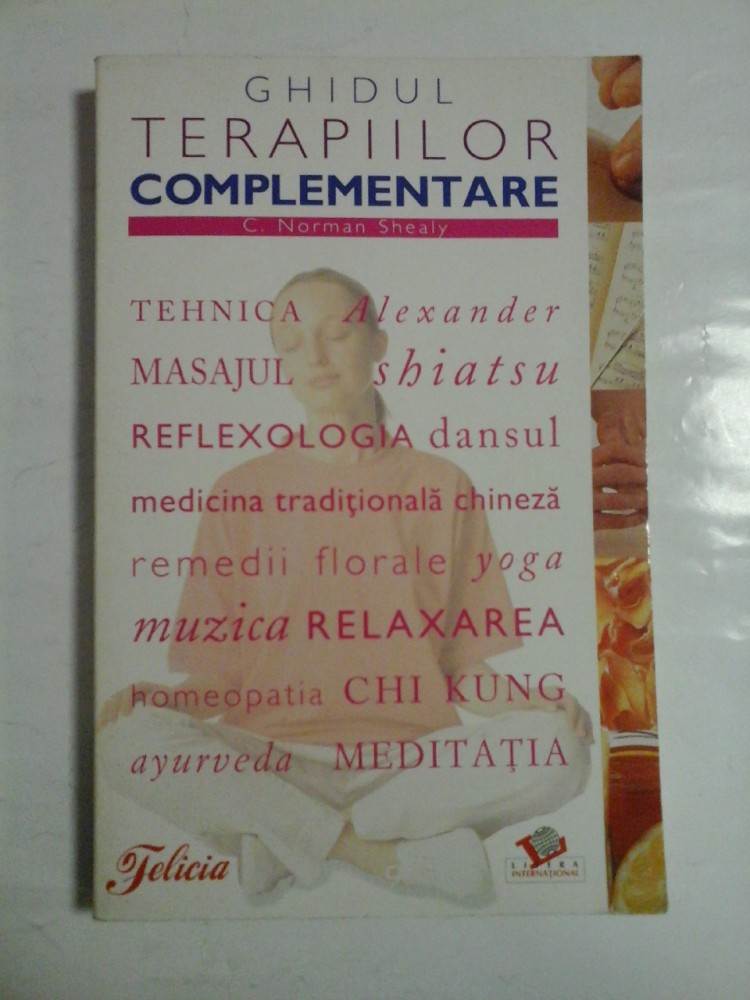 GHIDUL
TERAPIILOR
COMPLEMENTARE
C. Norman Shealy
TEHNICA Alexander
MASAJUL shiatsu
REFLEXOLOGIA dansul
medicina tradiţională chineză
remedii florale yoga
muzica RELAXAREA
homeopatia CHI KUNG
ayurveda MEDITAŢIA
Felicia
LITERA
INTERNAŢIONAL